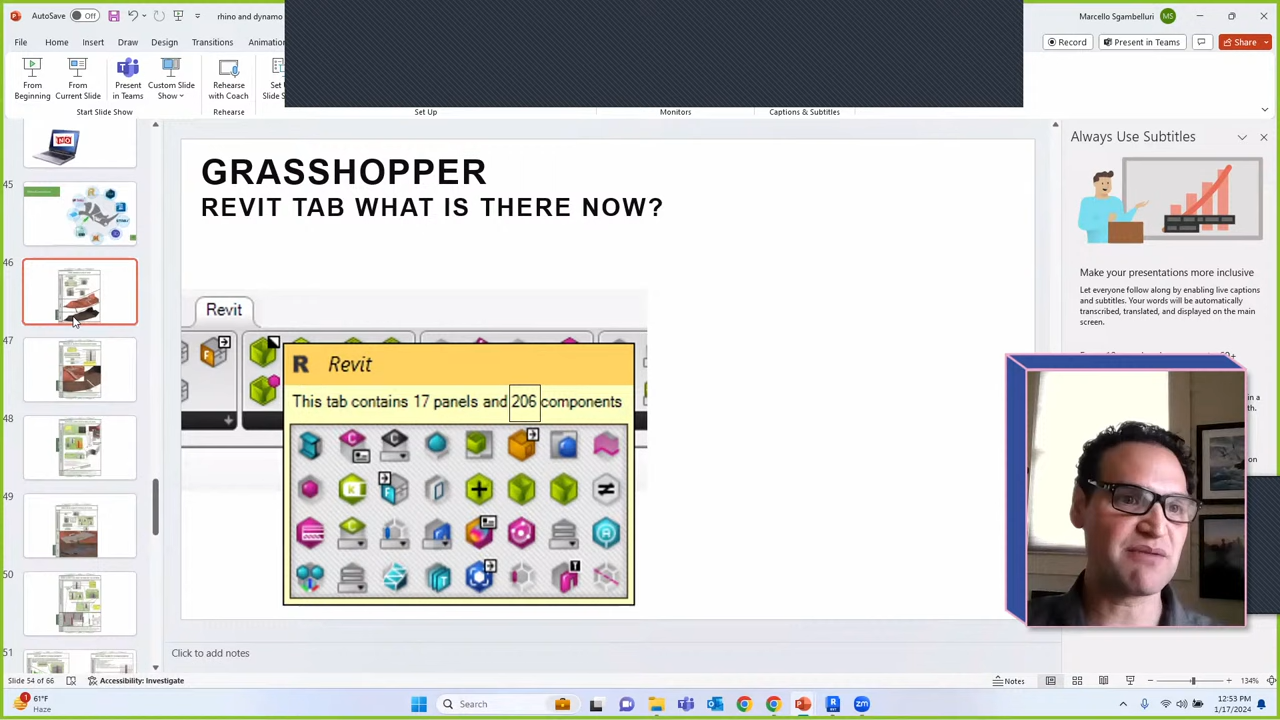 AutoSave Off
rhino and dynamo
Marcello Sgambelluri MS
File Home Insert Draw Design Transitions Animation
Record Present in Teams Share
From Beginning
From Current Slide
Present in Teams
Custom Slide Show
Rehearse with Coach
Start Slide Show Rehearse Set Up Monitors Captions & Subtitles
45
46
47
48
49
50
51
GRASSHOPPER
REVIT TAB WHAT IS THERE NOW?
Revit
R Revit
This tab contains 17 panels and 206 components
Click to add notes
Always Use Subtitles
Make your presentations more inclusive
Let everyone follow along by enabling live captions
and subtitles. Your words will be automatically
transcribed, translated, and displayed on the main
screen.
Slide 54 of 66 Accessibility: Investigate Notes 134%
61°F
Haze
Search
12:53 PM
1/17/2024